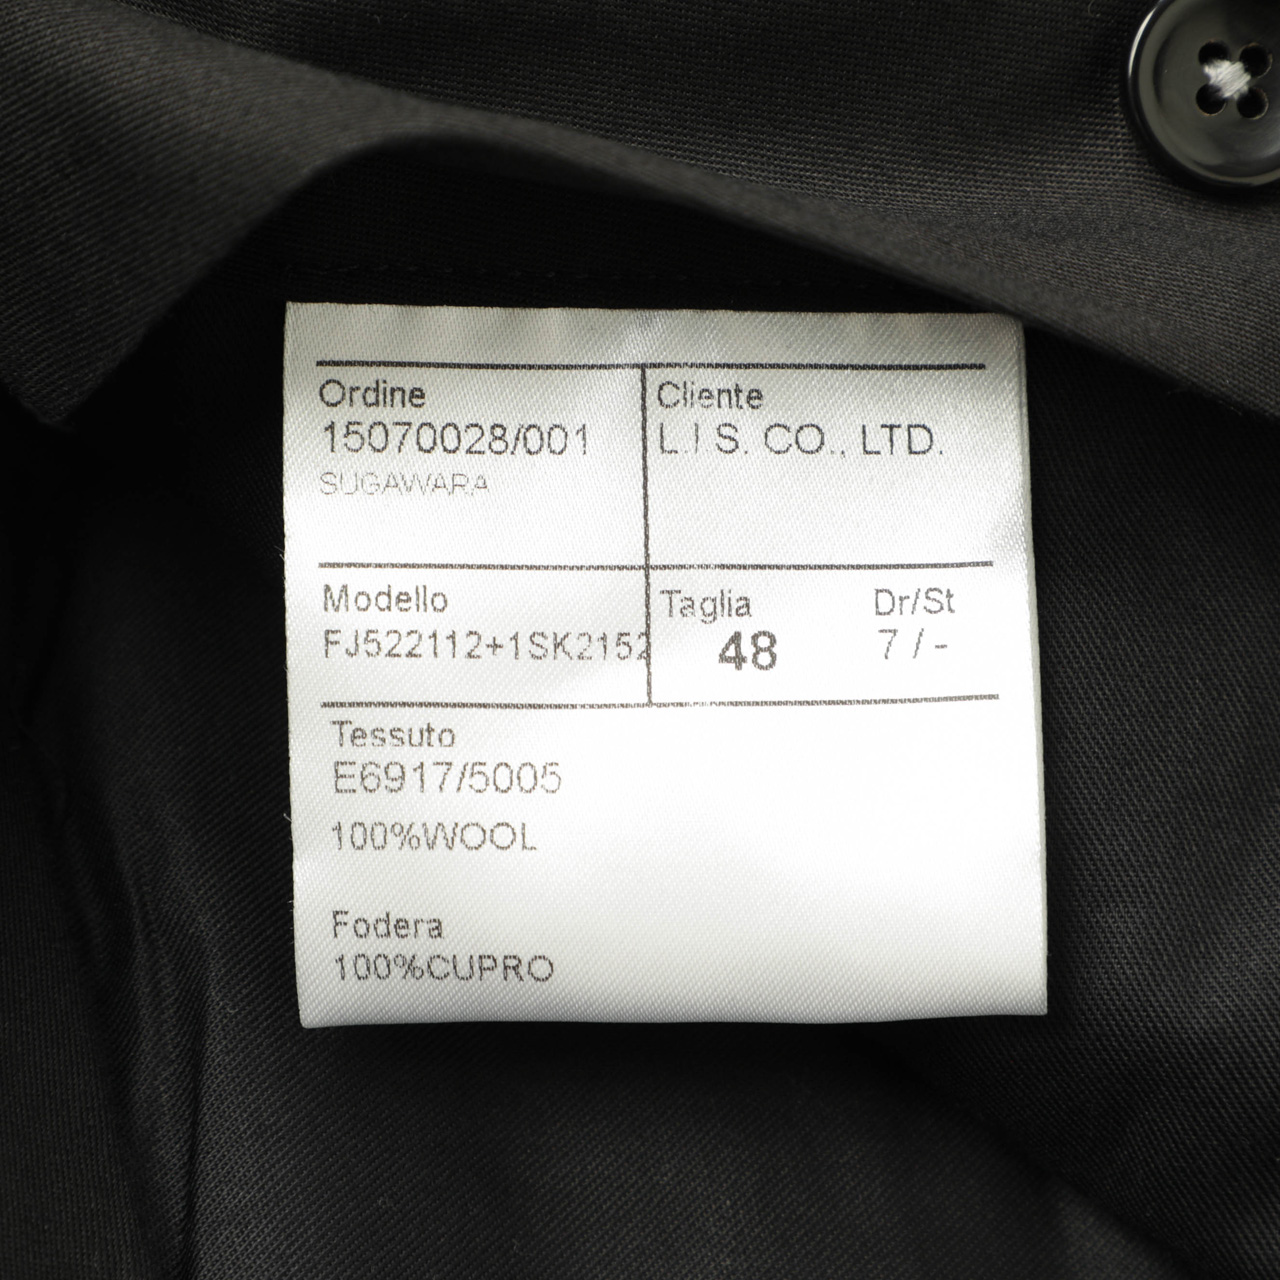 Ordine
15070028/001
SUGAWARA
Cliente
L.I.S. CO., LTD.
Modello
FJ522112+1SK2152
Taglia
48
Dr/St
7 / -
Tessuto
E6917/5005
100%WOOL
Fodera
100%CUPRO